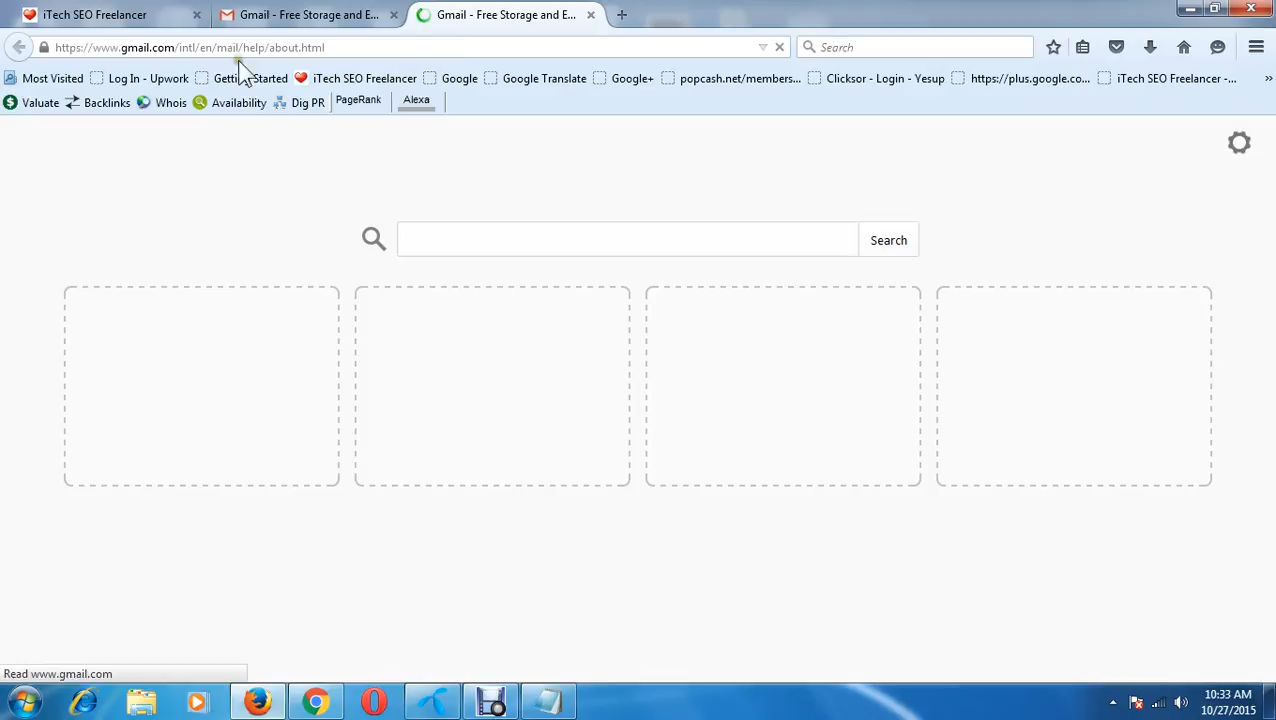 iTech SEO Freelancer
Gmail - Free Storage and E...
Gmail - Free Storage and E...
https://www.gmail.com/intl/en/mail/help/about.html
Search
Most Visited
Log In - Upwork
Getting Started
iTech SEO Freelancer
Google
Google Translate
Google+
popcash.net/members...
Clicksor - Login - Yesup
https://plus.google.co...
iTech SEO Freelancer -...
Valuate
Backlinks
Whois
Availability
Dig PR
PageRank
Alexa
Search
Read www.gmail.com
10:33 AM
10/27/2015